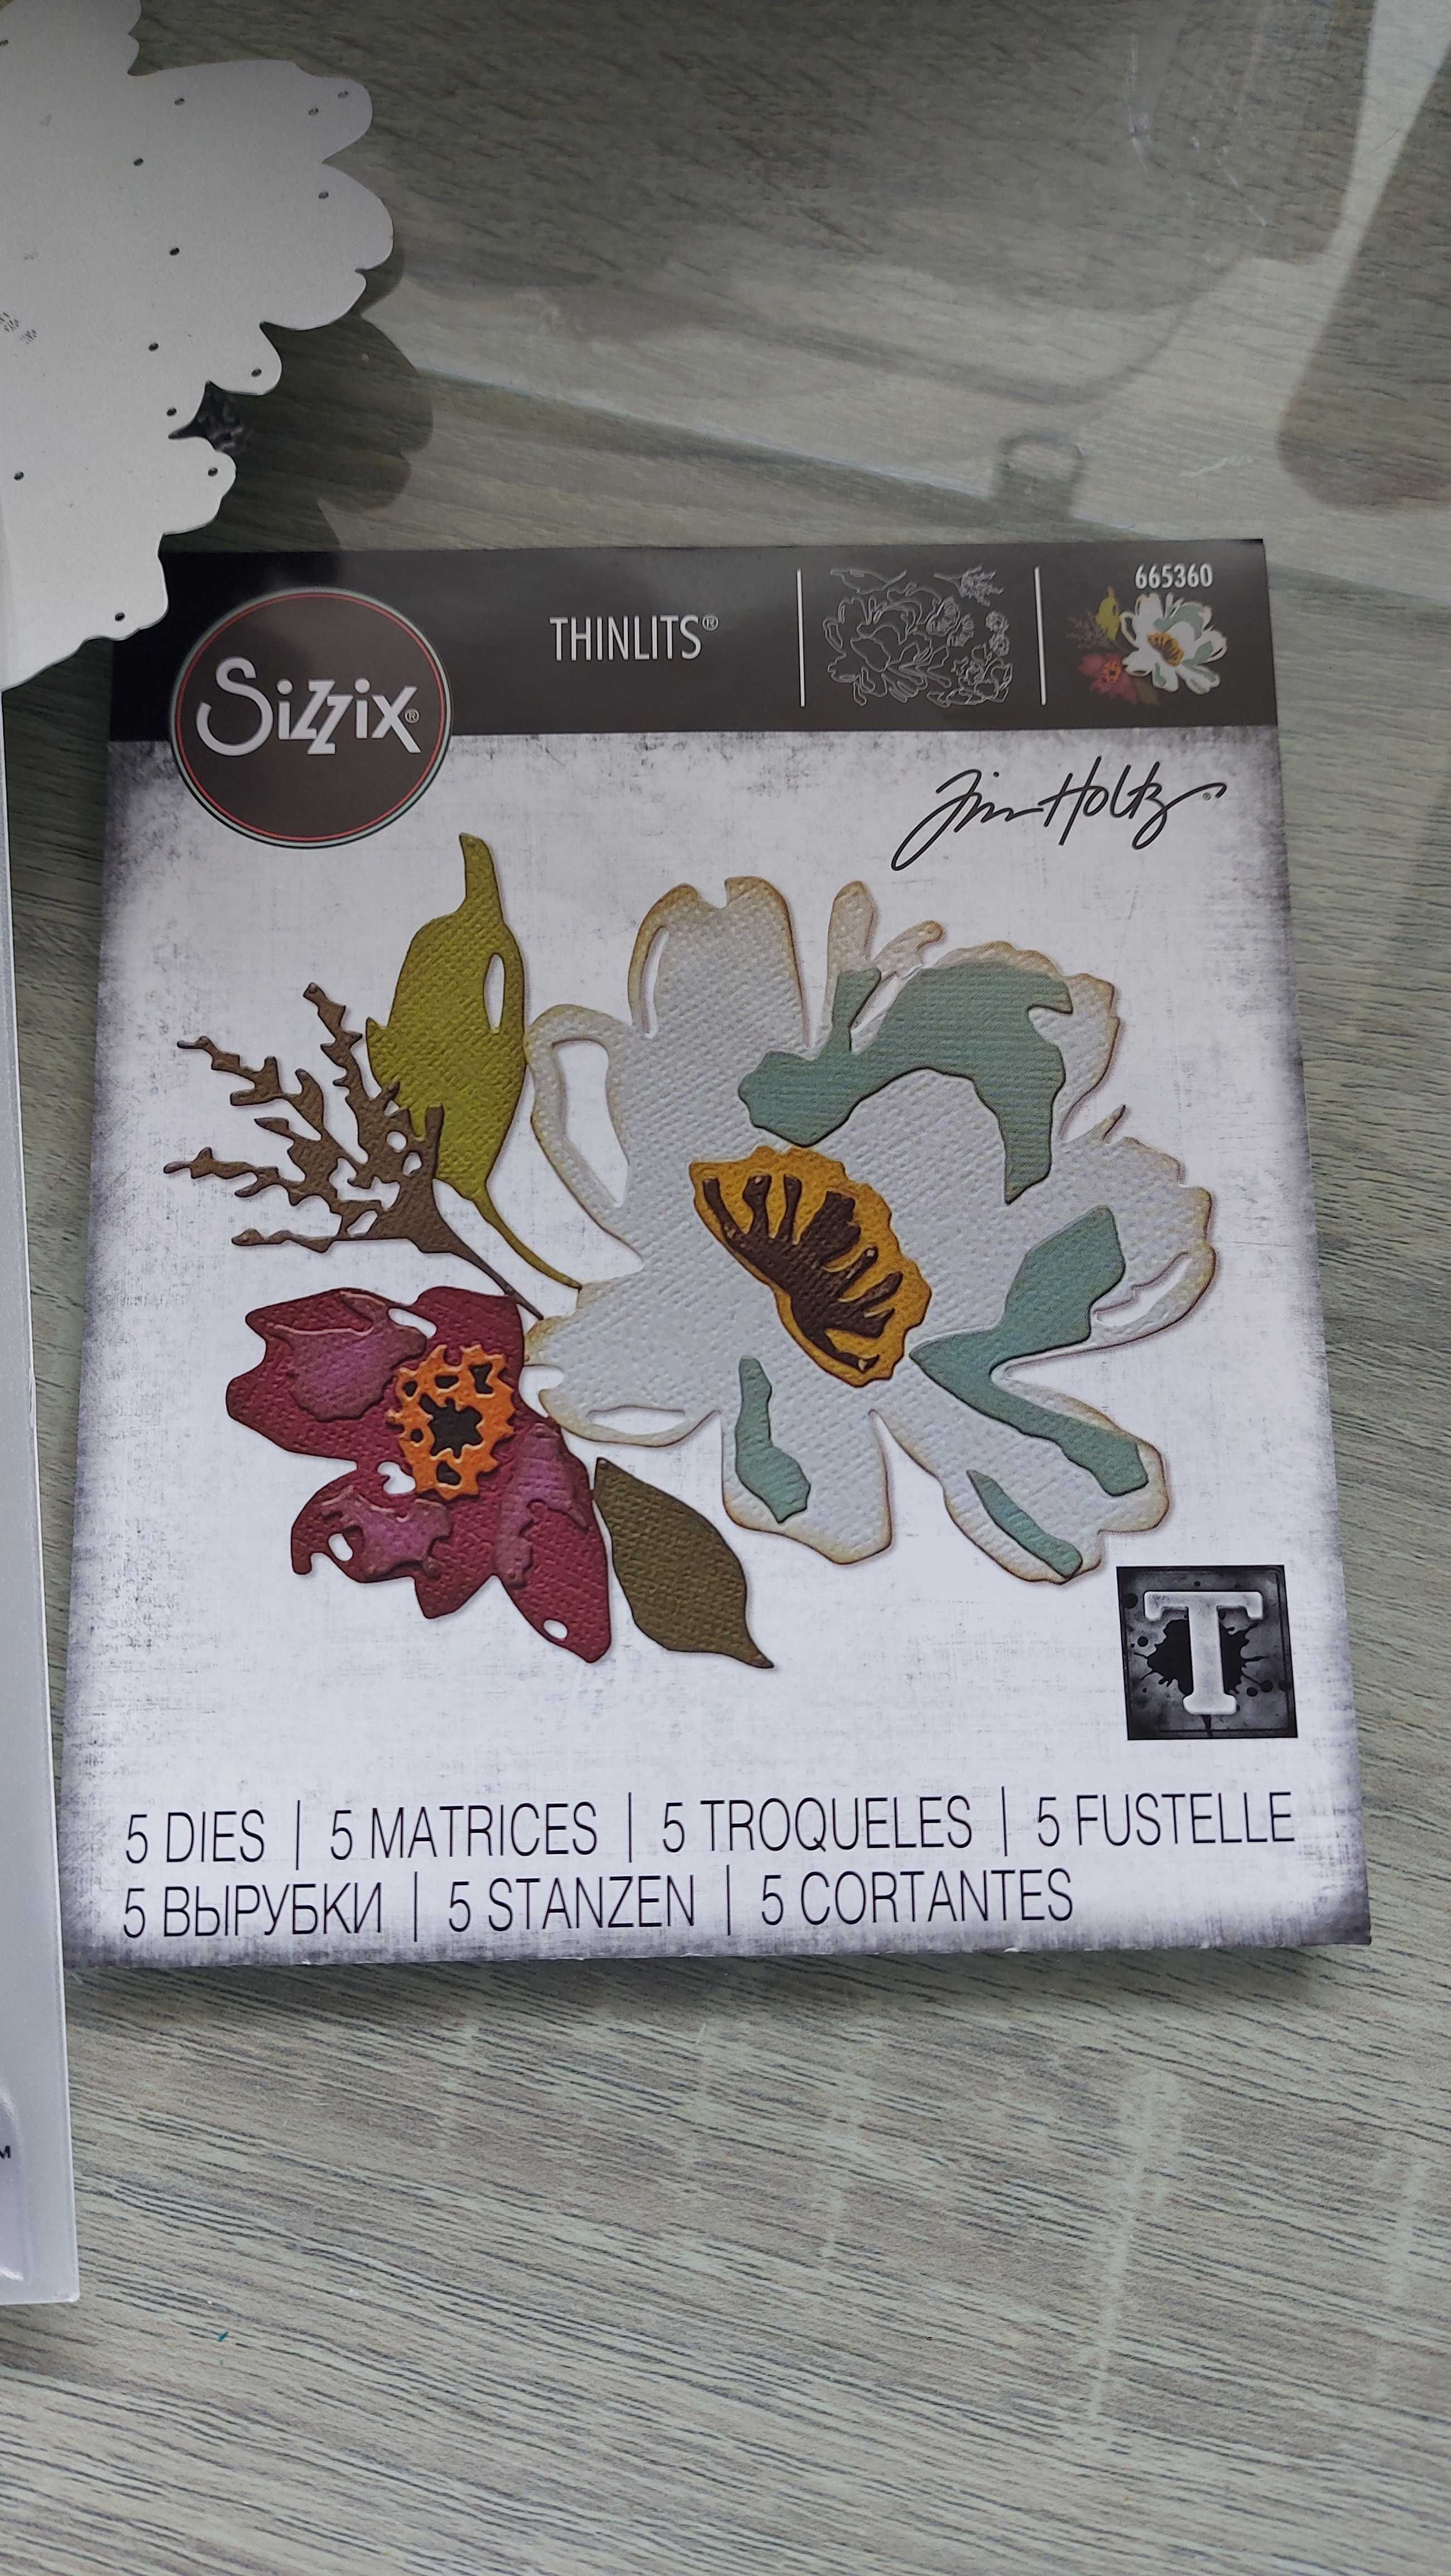 665360
THINLITS®
Sizzix®
Tim Holtz®
T
5 DIES | 5 MATRICES | 5 TROQUELES | 5 FUSTELLE
5 ВЫРУБКИ | 5 STANZEN | 5 CORTANTES
M